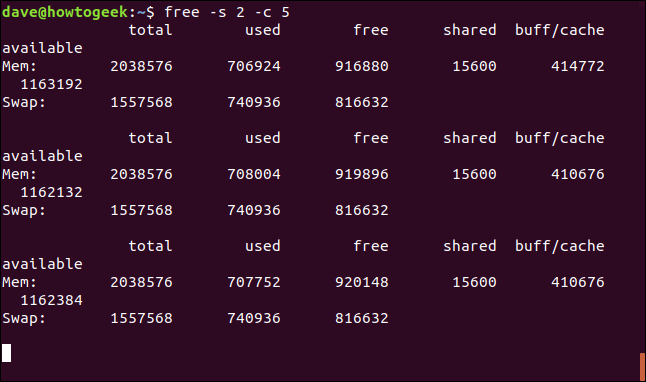 dave@howtogeek:~$ free -s 2 -c 5
              total        used        free      shared  buff/cache
available
Mem:        2038576      706924      916880       15600      414772
  1163192
Swap:       1557568      740936      816632
              total        used        free      shared  buff/cache
available
Mem:        2038576      708004      919896       15600      410676
  1162132
Swap:       1557568      740936      816632
              total        used        free      shared  buff/cache
available
Mem:        2038576      707752      920148       15600      410676
  1162384
Swap:       1557568      740936      816632